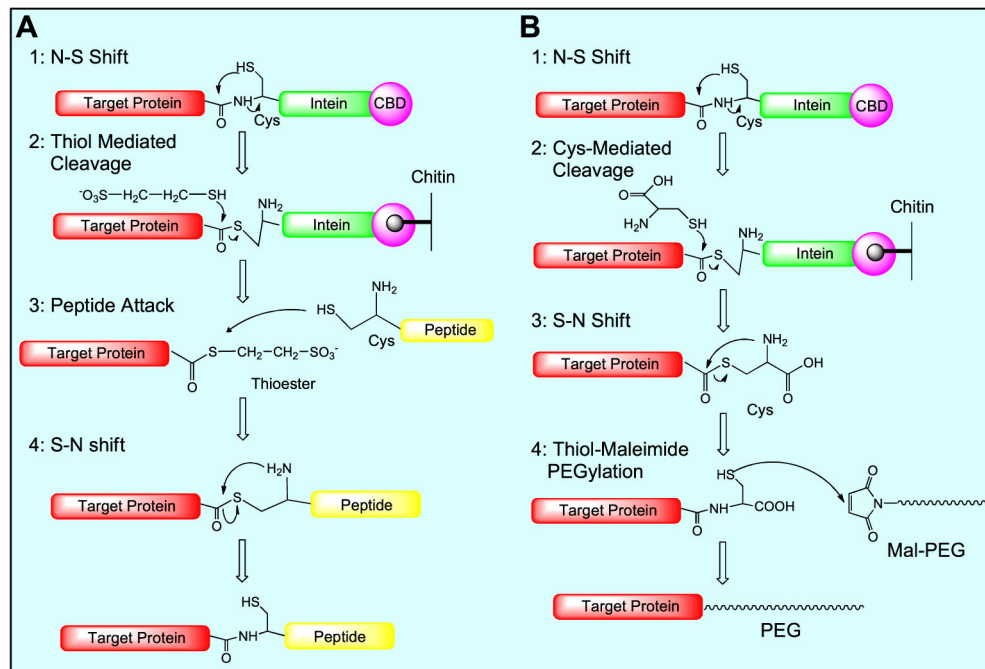 A
1: N-S Shift
HS
Target Protein
NH
O
Cys
Intein
CBD
2: Thiol Mediated
Cleavage
⁻O₃S–H₂C–H₂C–SH
NH₂
Chitin
Target Protein
S
O
Intein
3: Peptide Attack
NH₂
HS
Cys
Peptide
Target Protein
S–CH₂–CH₂–SO₃⁻
O
Thioester
4: S-N shift
H₂N
Target Protein
S
O
Peptide
HS
Target Protein
NH
O
Peptide
B
1: N-S Shift
HS
Target Protein
NH
O
Cys
Intein
CBD
2: Cys-Mediated
Cleavage
O
OH
H₂N
SH
NH₂
Chitin
Target Protein
S
O
Intein
3: S-N Shift
NH₂
Target Protein
S
OH
O
O
Cys
4: Thiol-Maleimide
PEGylation
HS
O
Target Protein
NH
COOH
N
O
O
Mal-PEG
Target Protein
PEG